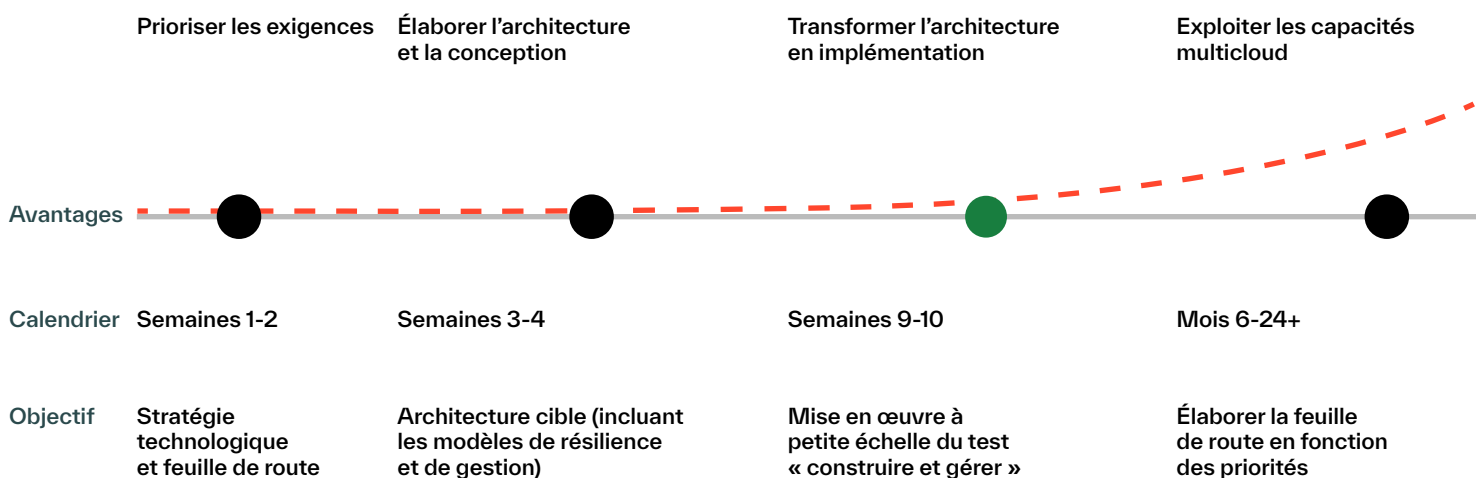 Prioriser les exigences
Élaborer l’architecture
et la conception
Transformer l’architecture
en implémentation
Exploiter les capacités
multicloud
Avantages
Calendrier
Semaines 1-2
Semaines 3-4
Semaines 9-10
Mois 6-24+
Objectif
Stratégie
technologique
et feuille de route
Architecture cible (incluant
les modèles de résilience
et de gestion)
Mise en œuvre à
petite échelle du test
« construire et gérer »
Élaborer la feuille
de route en fonction
des priorités